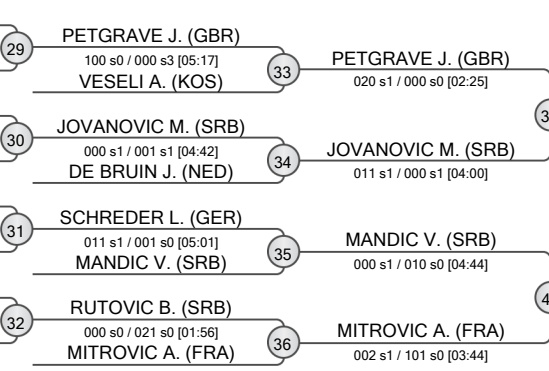 29
PETGRAVE J. (GBR)
100 s0 / 000 s3 [05:17]
VESELI A. (KOS)
33
PETGRAVE J. (GBR)
020 s1 / 000 s0 [02:25]
30
JOVANOVIC M. (SRB)
000 s1 / 001 s1 [04:42]
DE BRUIN J. (NED)
34
JOVANOVIC M. (SRB)
011 s1 / 000 s1 [04:00]
31
SCHREDER L. (GER)
011 s1 / 001 s0 [05:01]
MANDIC V. (SRB)
35
MANDIC V. (SRB)
000 s1 / 010 s0 [04:44]
32
RUTOVIC B. (SRB)
000 s0 / 021 s0 [01:56]
MITROVIC A. (FRA)
36
MITROVIC A. (FRA)
002 s1 / 101 s0 [03:44]